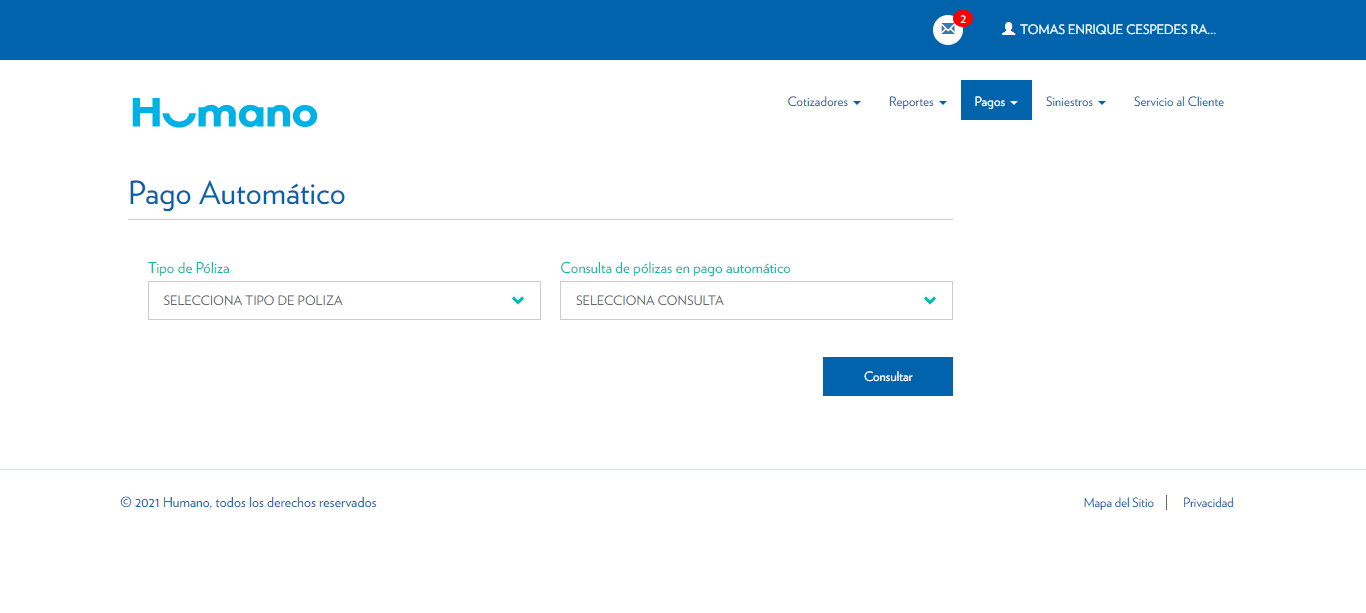 2
TOMAS ENRIQUE CESPEDES RA...
Humano
Cotizadores Reportes Pagos Siniestros Servicio al Cliente
Pago Automático
Tipo de Póliza Consulta de pólizas en pago automático
SELECCIONA TIPO DE POLIZA SELECCIONA CONSULTA
Consultar
© 2021 Humano, todos los derechos reservados Mapa del Sitio Privacidad